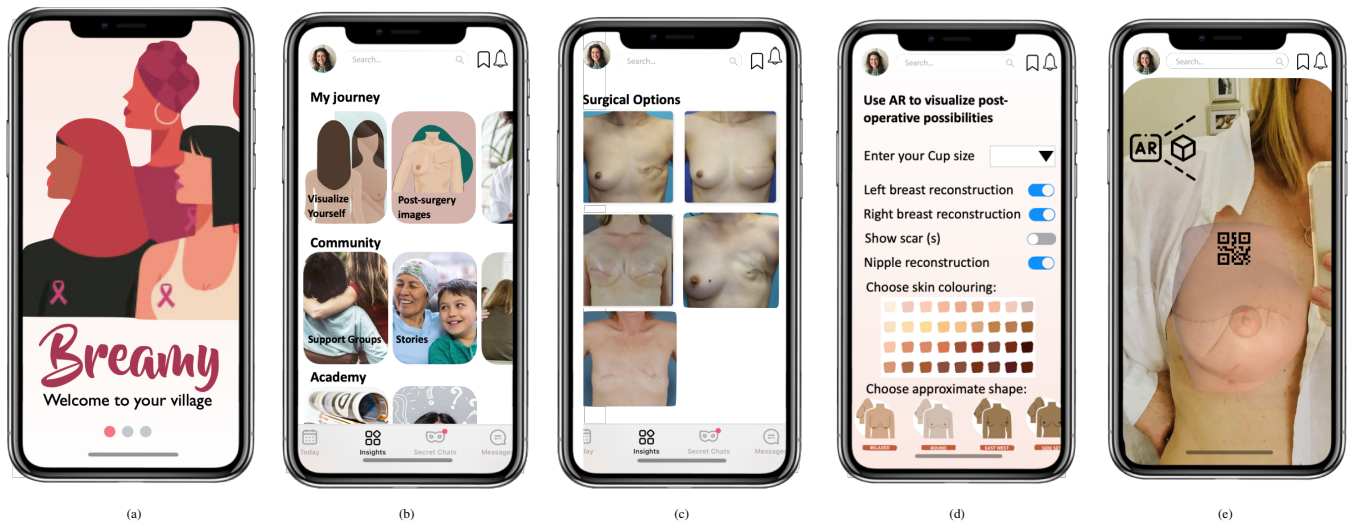 Breamy
Welcome to your village
(a)
Search...
My journey
Visualize
Yourself
Post-surgery
images
Community
Support Groups
Stories
Academy
Today
Insights
Secret Chats
Messages
(b)
Search...
Surgical Options
Insights
Secret Chats
Message
(c)
Search...
Use AR to visualize post-
operative possibilities
Enter your Cup size
Left breast reconstruction
Right breast reconstruction
Show scar (s)
Nipple reconstruction
Choose skin colouring:
Choose approximate shape:
RELAXED
ROUND
EAST WEST
(d)
Search...
AR
(e)